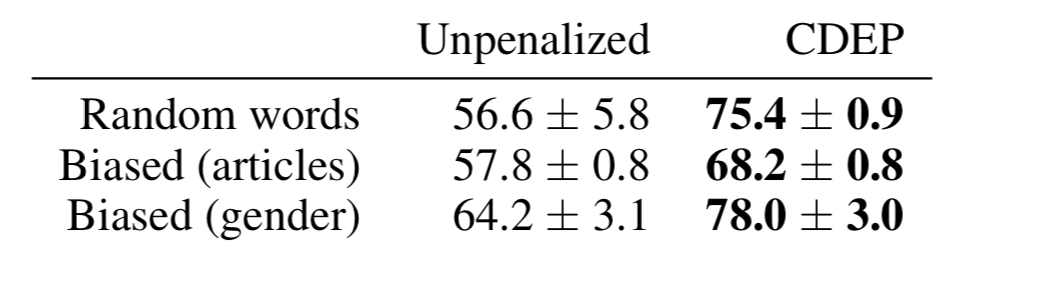 Unpenalized CDEP
Random words 56.6 ± 5.8 75.4 ± 0.9
Biased (articles) 57.8 ± 0.8 68.2 ± 0.8
Biased (gender) 64.2 ± 3.1 78.0 ± 3.0